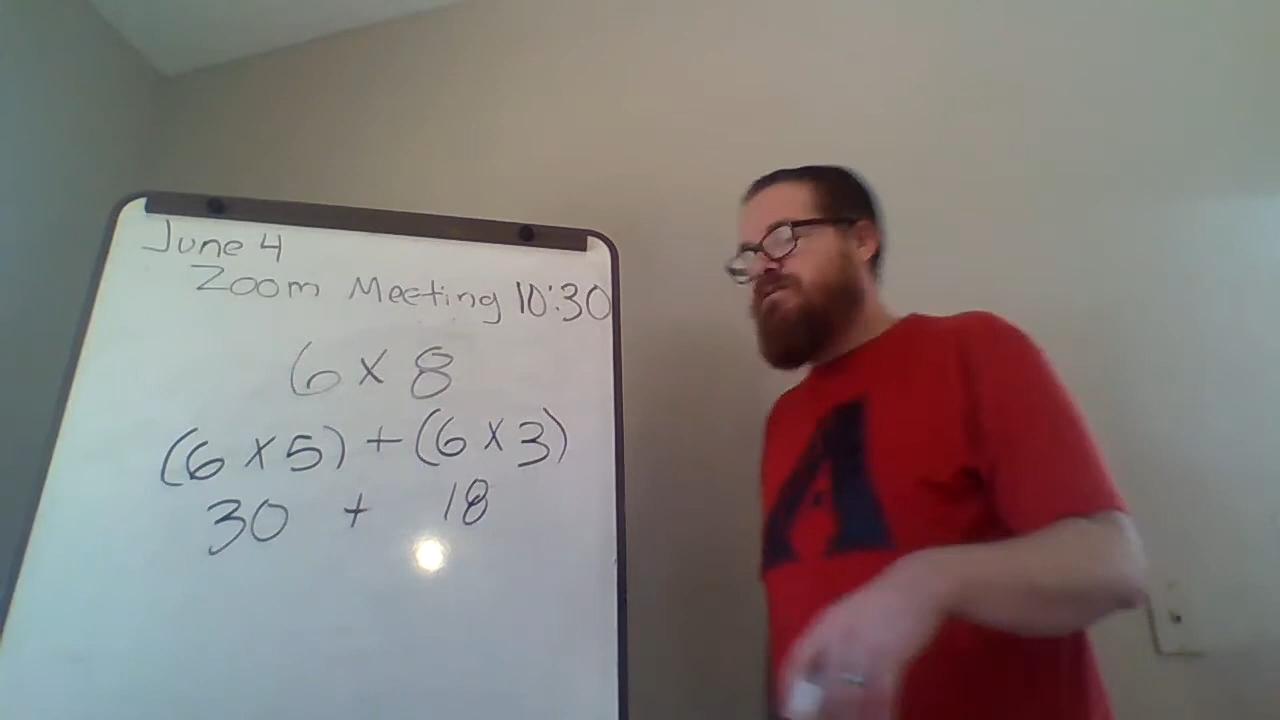 June 4
Zoom Meeting 10:30
6 x 8
(6 x 5) + (6 x 3)
30 + 18
A